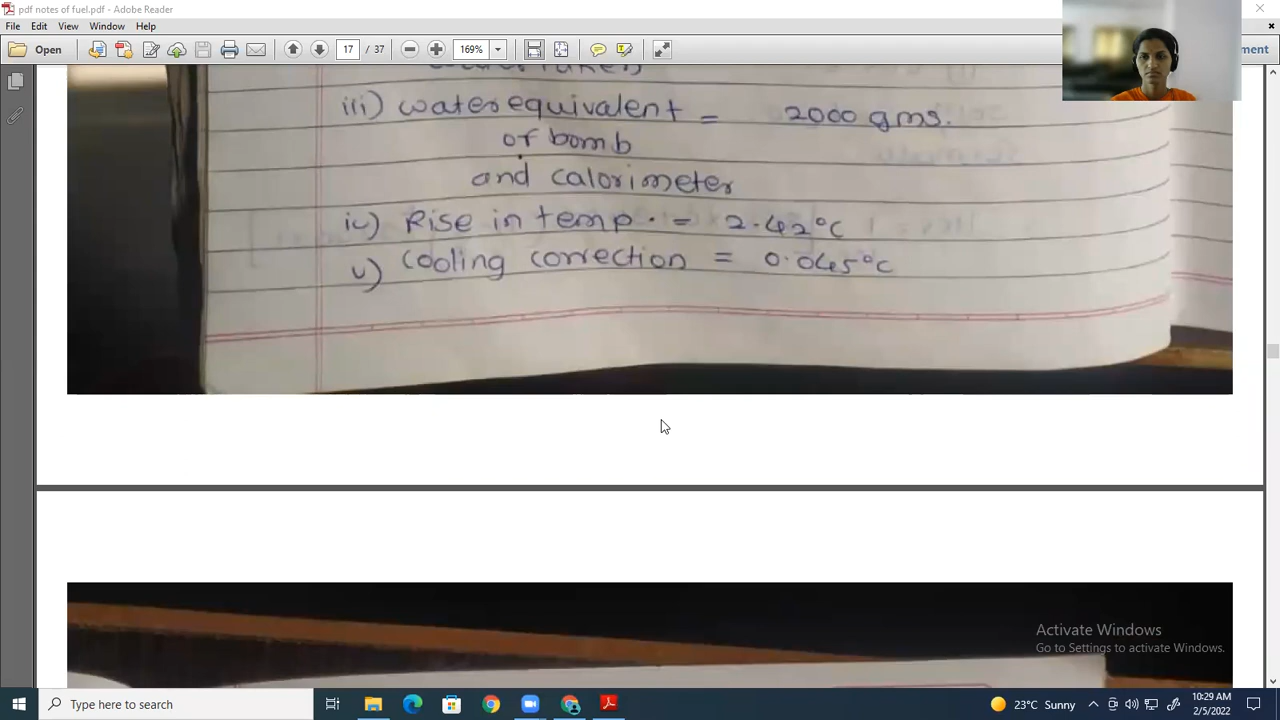 pdf notes of fuel.pdf - Adobe Reader
File Edit View Window Help
Open 17 / 37 169%
iii) water equivalent = 2000 gms.
of bomb
and calorimeter
iv) Rise in temp. = 2.42°C
v) Cooling correction = 0.045°C
Activate Windows
Go to Settings to activate Windows.
Type here to search
23°C Sunny
10:29 AM
2/5/2022